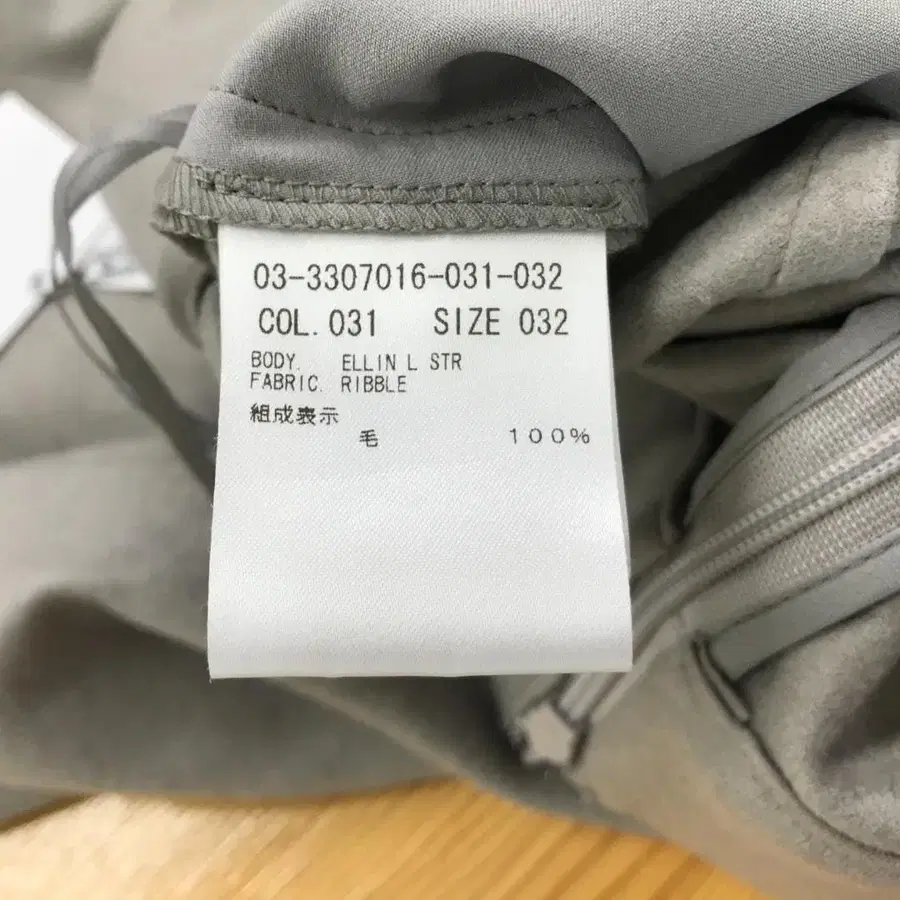 03-3307016-031-032
COL. 031 SIZE 032
BODY. ELLIN L STR
FABRIC. RIBBLE
組成表示
毛 100%